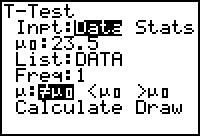 T-Test
Inpt:Data Stats
μ₀:23.5
List:DATA
Freq:1
μ:≠μ₀ <μ₀ >μ₀
Calculate Draw